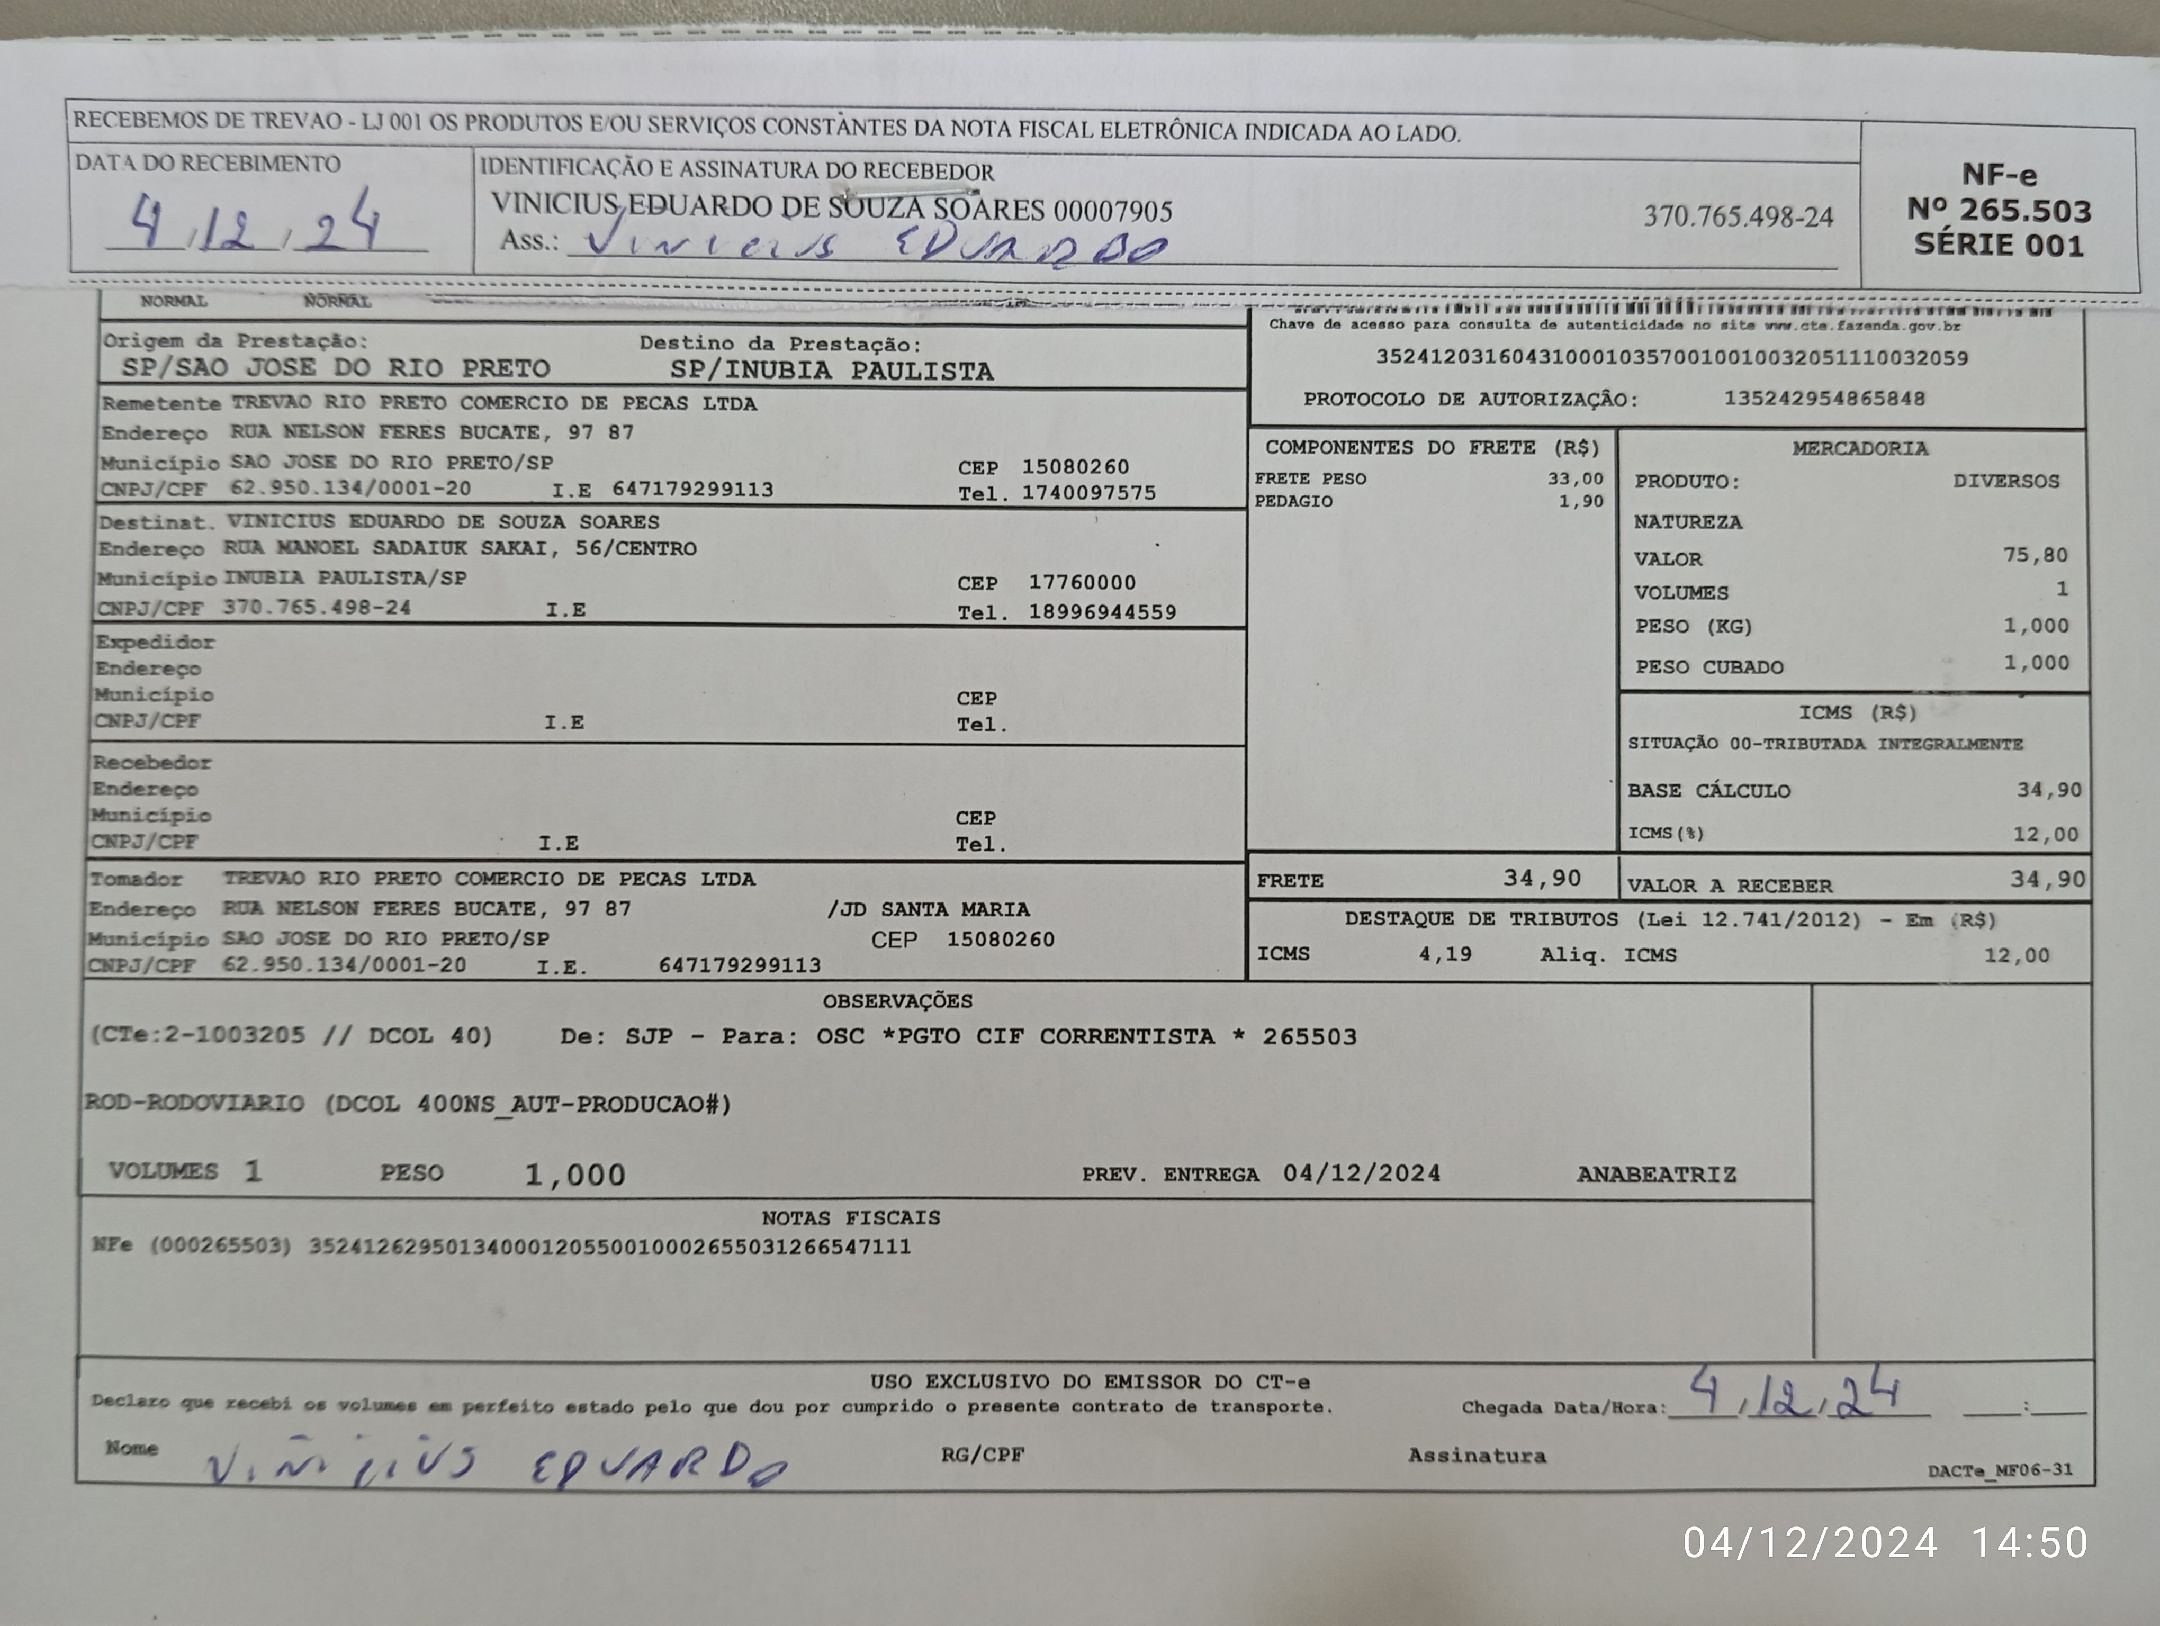 RECEBEMOS DE TREVAO - LJ 001 OS PRODUTOS E/OU SERVIÇOS CONSTANTES DA NOTA FISCAL ELETRÔNICA INDICADA AO LADO.
DATA DO RECEBIMENTO
4/12/24
IDENTIFICAÇÃO E ASSINATURA DO RECEBEDOR
VINICIUS EDUARDO DE SOUZA SOARES 00007905 370.765.498-24
Ass.: VINICIUS EDUARDO
NF-e
Nº 265.503
SÉRIE 001
NORMAL NORMAL
Origem da Prestação: Destino da Prestação:
SP/SAO JOSE DO RIO PRETO SP/INUBIA PAULISTA
Chave de acesso para consulta de autenticidade no site www.cte.fazenda.gov.br
35241203160431000103570010010032051110032059
PROTOCOLO DE AUTORIZAÇÃO: 135242954865848
Remetente TREVAO RIO PRETO COMERCIO DE PECAS LTDA
Endereço RUA NELSON FERES BUCATE, 97 87
Município SAO JOSE DO RIO PRETO/SP CEP 15080260
CNPJ/CPF 62.950.134/0001-20 I.E 647179299113 Tel. 1740097575
Destinat. VINICIUS EDUARDO DE SOUZA SOARES
Endereço RUA MANOEL SADAIUK SAKAI, 56/CENTRO
Município INUBIA PAULISTA/SP CEP 17760000
CNPJ/CPF 370.765.498-24 I.E Tel. 18996944559
Expedidor
Endereço
Município CEP
CNPJ/CPF I.E Tel.
Recebedor
Endereço
Município CEP
CNPJ/CPF I.E Tel.
Tomador TREVAO RIO PRETO COMERCIO DE PECAS LTDA
Endereço RUA NELSON FERES BUCATE, 97 87 /JD SANTA MARIA
Município SAO JOSE DO RIO PRETO/SP CEP 15080260
CNPJ/CPF 62.950.134/0001-20 I.E. 647179299113
COMPONENTES DO FRETE (R$)
FRETE PESO 33,00
PEDAGIO 1,90
MERCADORIA
PRODUTO: DIVERSOS
NATUREZA
VALOR 75,80
VOLUMES 1
PESO (KG) 1,000
PESO CUBADO 1,000
ICMS (R$)
SITUAÇÃO 00-TRIBUTADA INTEGRALMENTE
BASE CÁLCULO 34,90
ICMS(%) 12,00
FRETE 34,90 VALOR A RECEBER 34,90
DESTAQUE DE TRIBUTOS (Lei 12.741/2012) - Em (R$)
ICMS 4,19 Aliq. ICMS 12,00
OBSERVAÇÕES
(CTe:2-1003205 // DCOL 40) De: SJP - Para: OSC *PGTO CIF CORRENTISTA * 265503
ROD-RODOVIARIO (DCOL 400NS_AUT-PRODUCAO#)
VOLUMES 1 PESO 1,000 PREV. ENTREGA 04/12/2024 ANABEATRIZ
NOTAS FISCAIS
NFe (000265503) 35241262950134000120550010002655031266547111
USO EXCLUSIVO DO EMISSOR DO CT-e
Declaro que recebi os volumes em perfeito estado pelo que dou por cumprido o presente contrato de transporte. Chegada Data/Hora: 4/12/24 __:__
Nome VINICIUS EDUARDO RG/CPF Assinatura
DACTe_MF06-31
04/12/2024 14:50